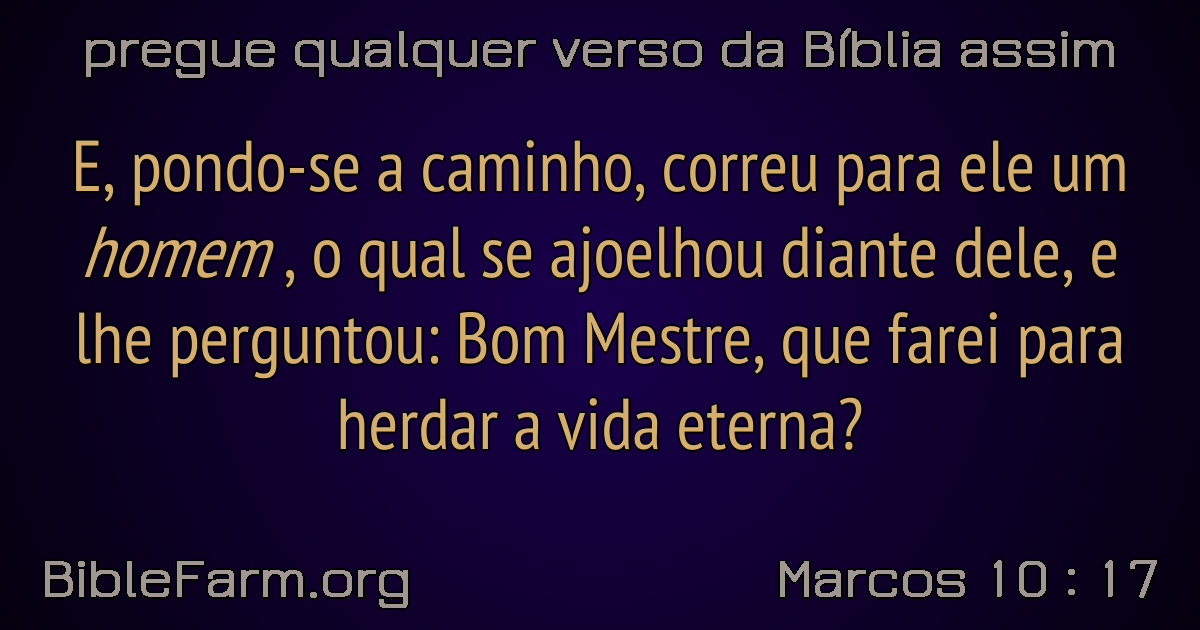 pregue qualquer verso da Bíblia assim
E, pondo-se a caminho, correu para ele um
homem , o qual se ajoelhou diante dele, e
lhe perguntou: Bom Mestre, que farei para
herdar a vida eterna?
BibleFarm.org
Marcos 10 : 17